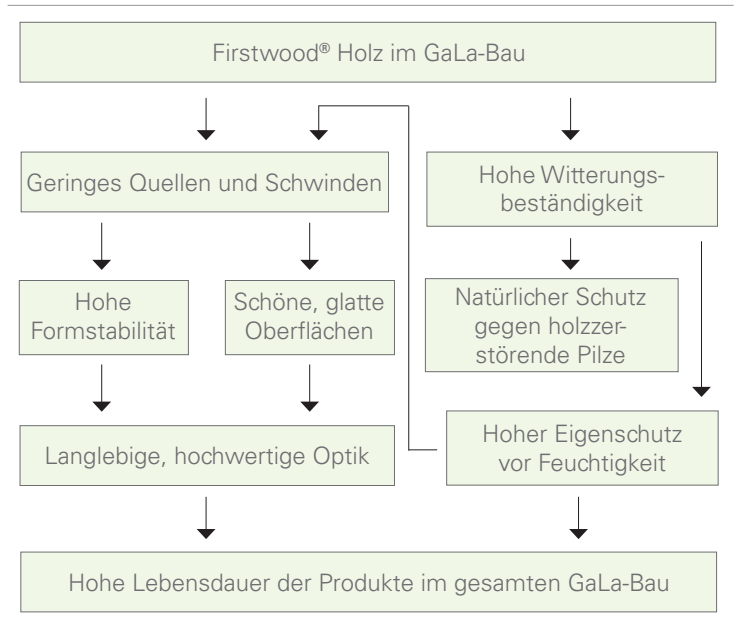 Firstwood® Holz im GaLa-Bau
Geringes Quellen und Schwinden
Hohe Witterungs-
beständigkeit
Hohe
Formstabilität
Schöne, glatte
Oberflächen
Natürlicher Schutz
gegen holzzer-
störende Pilze
Langlebige, hochwertige Optik
Hoher Eigenschutz
vor Feuchtigkeit
Hohe Lebensdauer der Produkte im gesamten GaLa-Bau